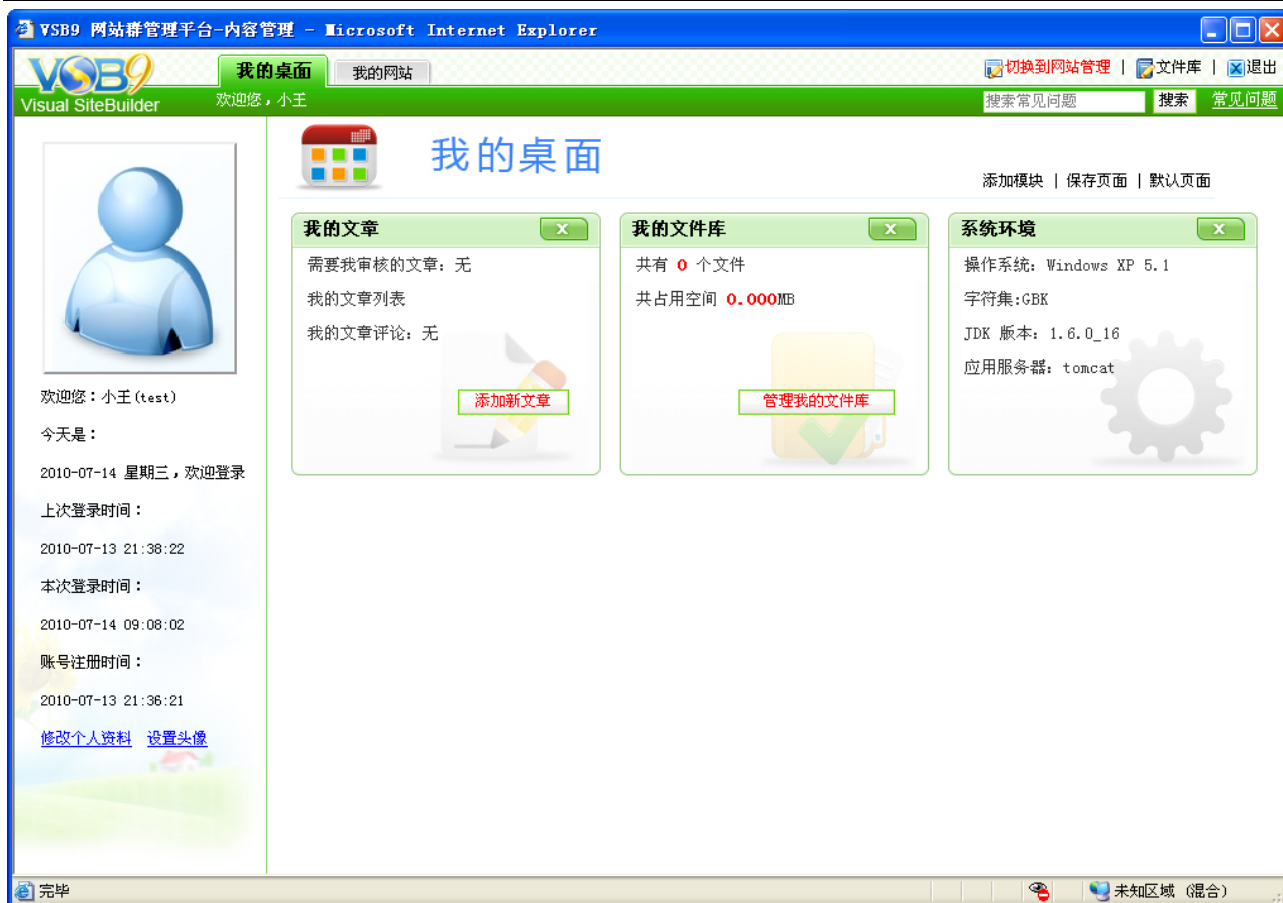 VSB9 网站群管理平台-内容管理 - Microsoft Internet Explorer
VSB9
Visual SiteBuilder
我的桌面 我的网站
切换到网站管理 | 文件库 | 退出
欢迎您，小王
搜索常见问题 搜索 常见问题
我的桌面
添加模块 | 保存页面 | 默认页面
欢迎您：小王(test)
今天是：
2010-07-14 星期三，欢迎登录
上次登录时间：
2010-07-13 21:38:22
本次登录时间：
2010-07-14 09:08:02
账号注册时间：
2010-07-13 21:36:21
修改个人资料 设置头像
我的文章 X
需要我审核的文章: 无
我的文章列表
我的文章评论: 无
添加新文章
我的文件库 X
共有 0 个文件
共占用空间 0.000MB
管理我的文件库
系统环境 X
操作系统: Windows XP 5.1
字符集:GBK
JDK 版本: 1.6.0_16
应用服务器: tomcat
完毕
未知区域 (混合)